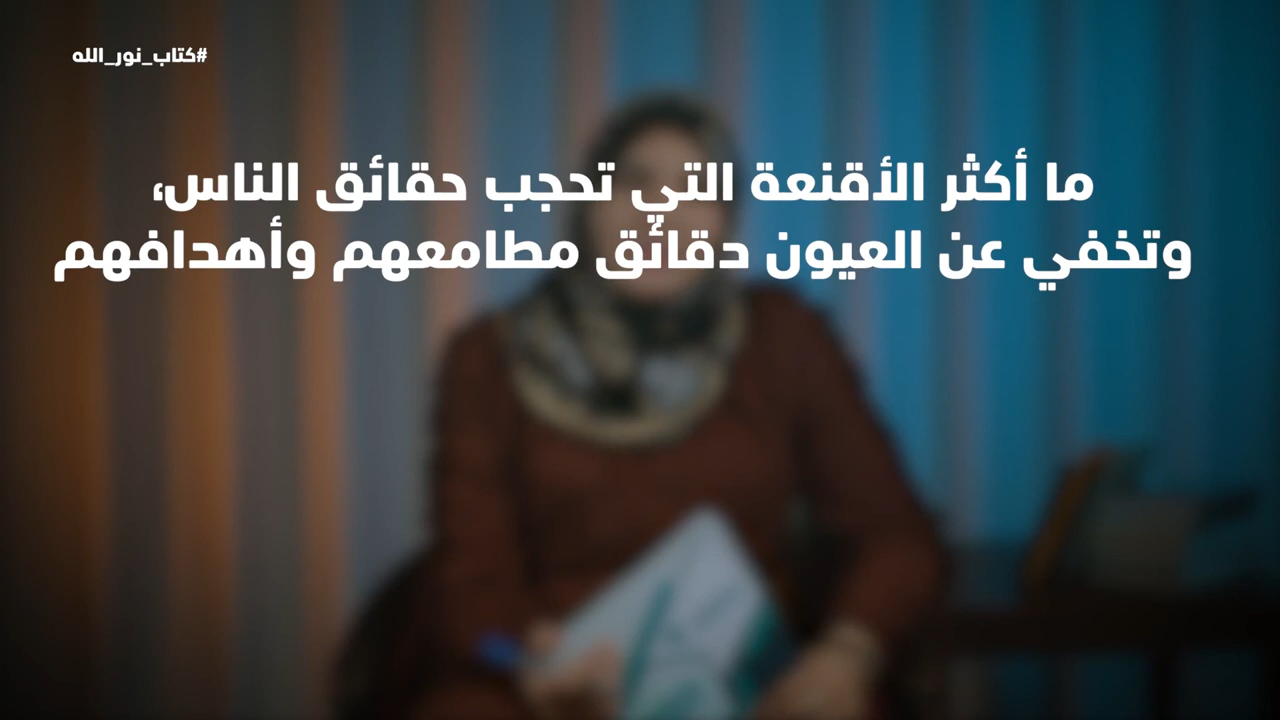 #كتاب_نور_الله
ما أكثر الأقنعة التي تحجب حقائق الناس،
وتخفي عن العيون دقائق مطامعهم وأهدافهم